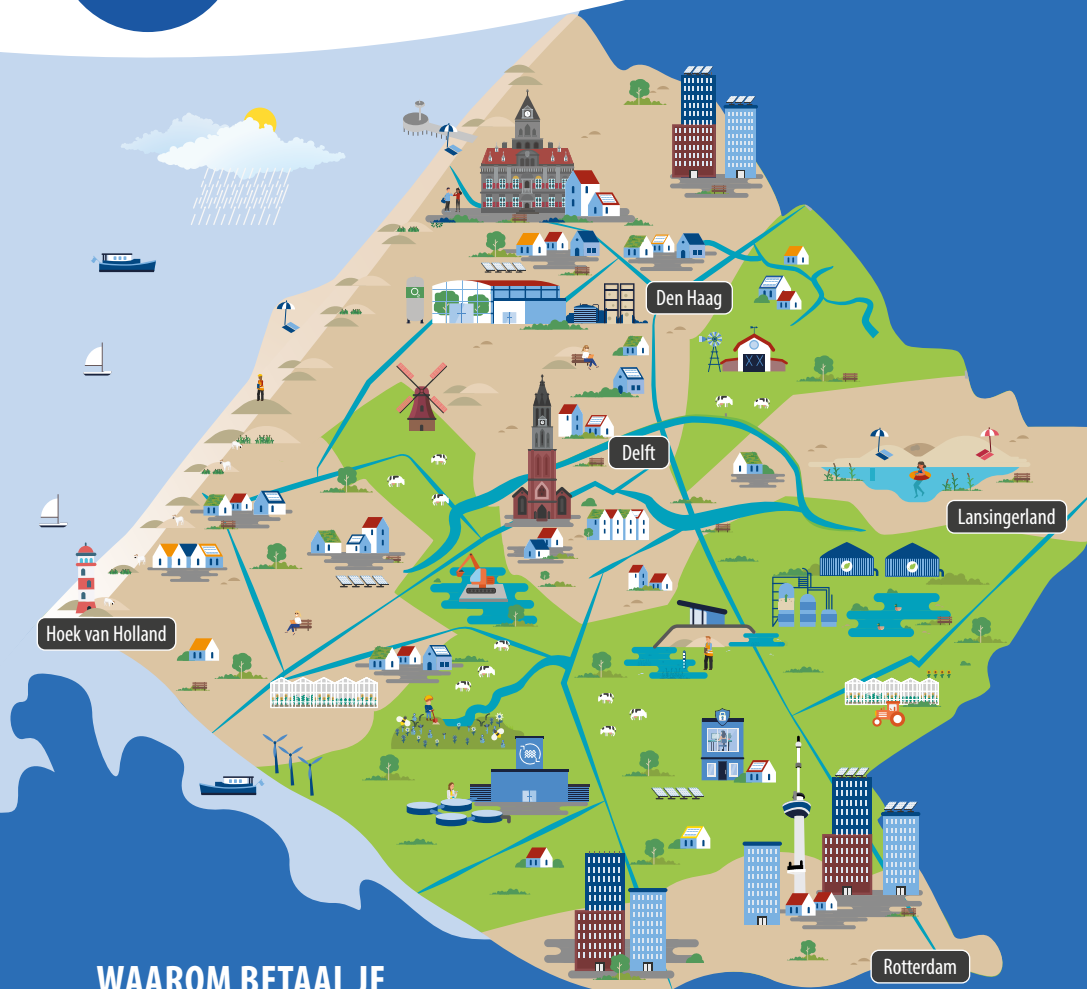 Den Haag
Delft
Lansingerland
Hoek van Holland
Rotterdam
WAAROM BETAAL JE